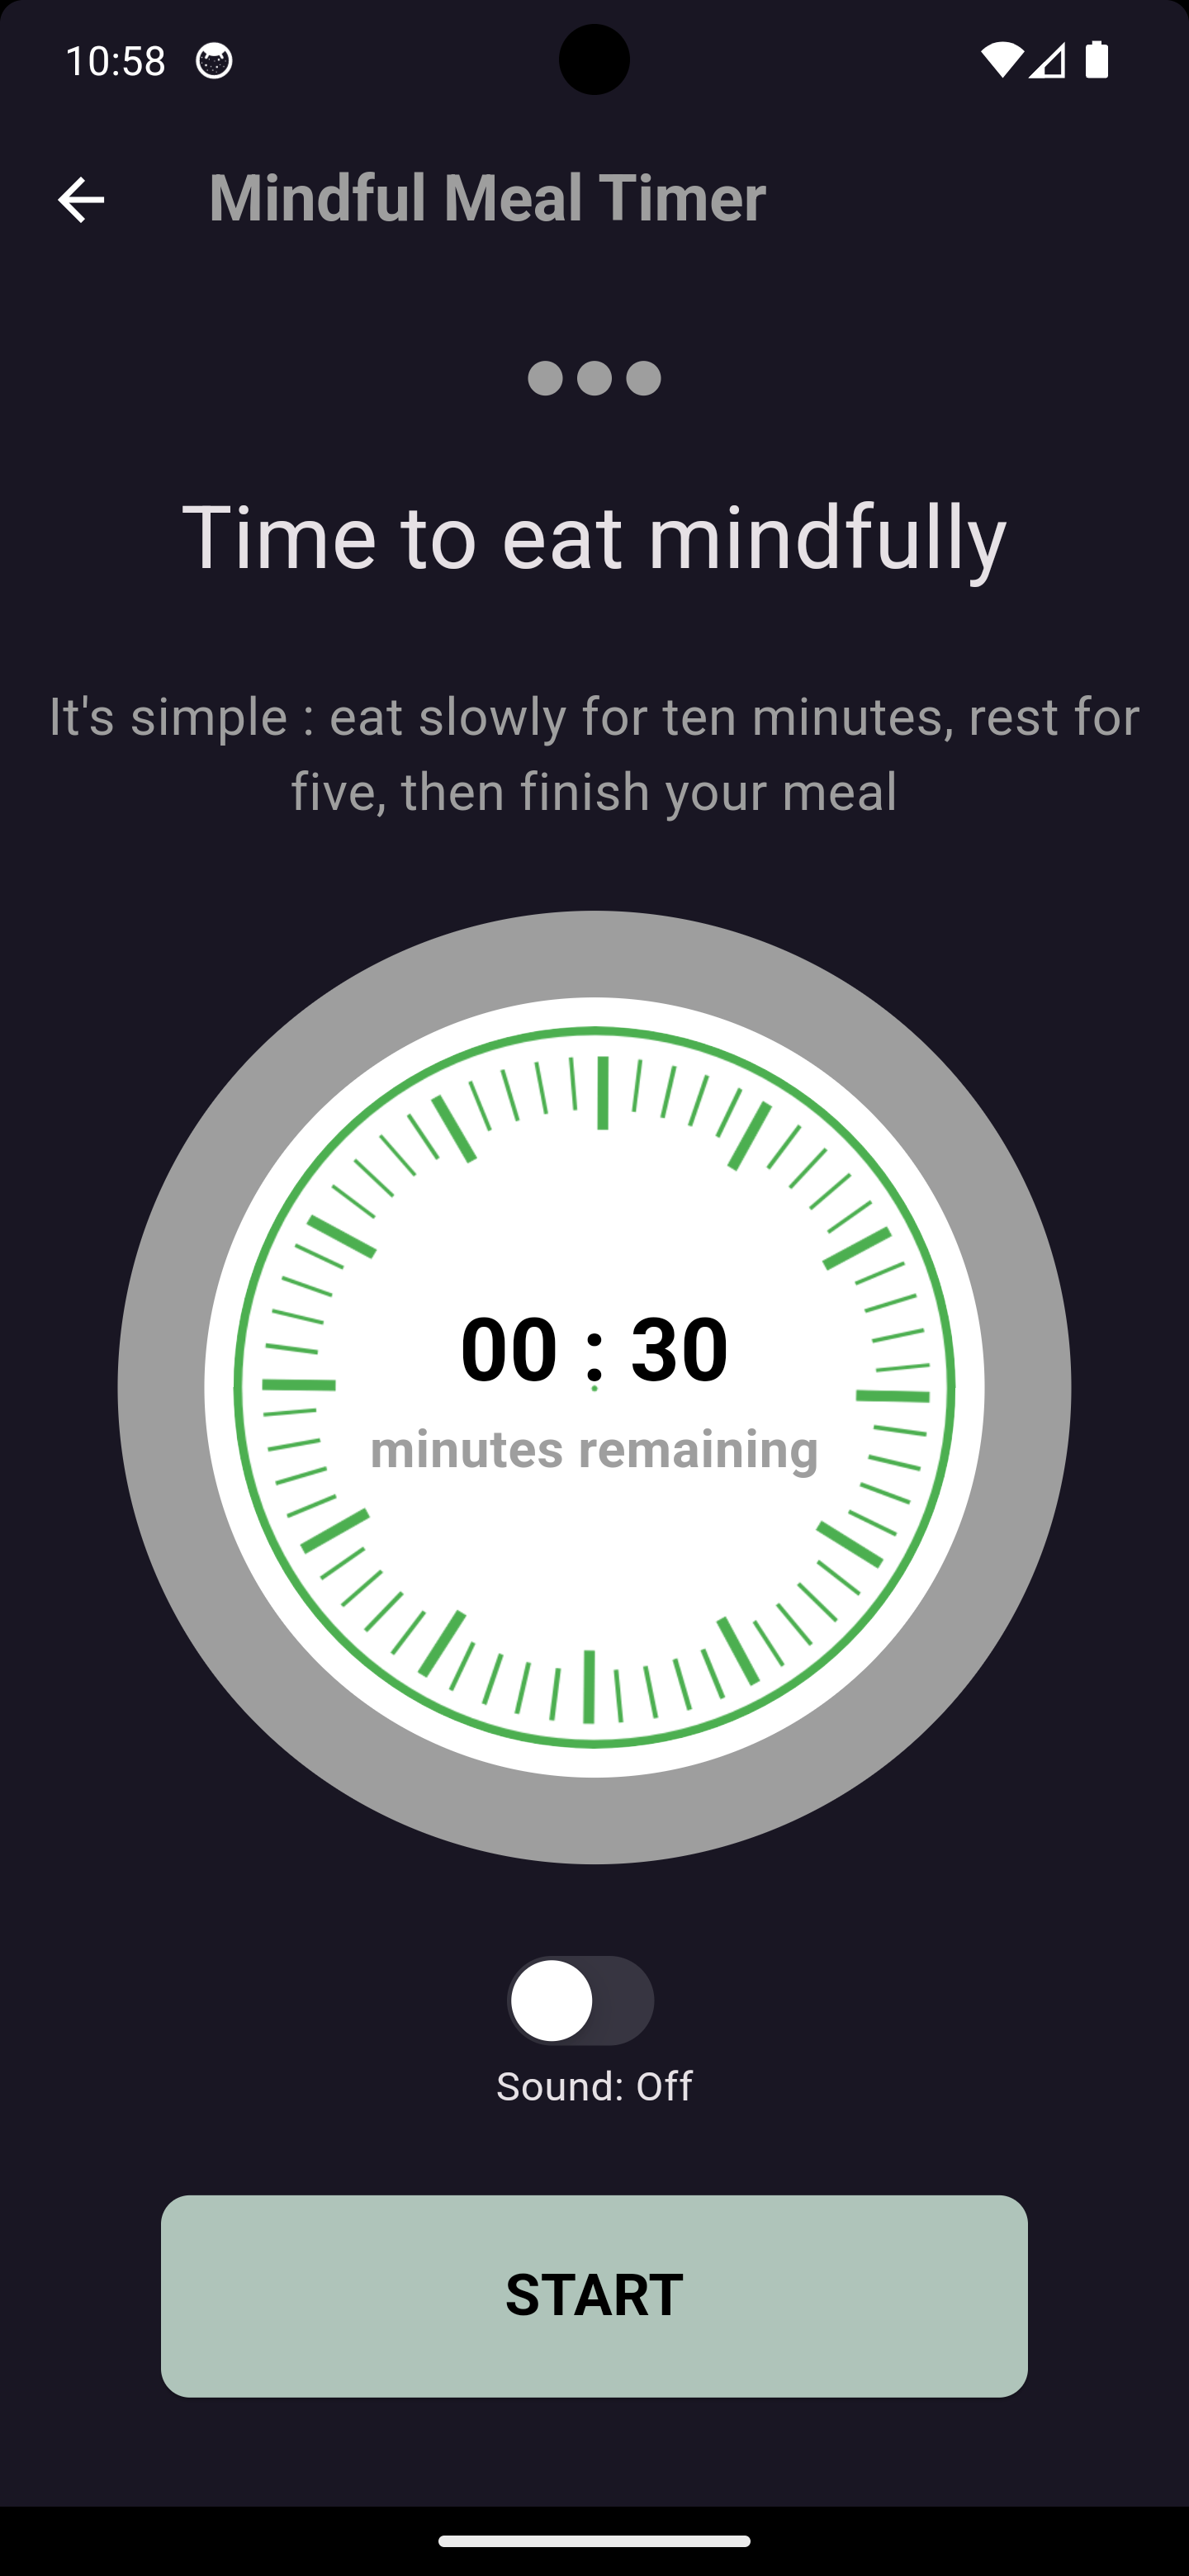 10:58
Mindful Meal Timer
Time to eat mindfully
It's simple : eat slowly for ten minutes, rest for
five, then finish your meal
00 : 30
minutes remaining
Sound: Off
START